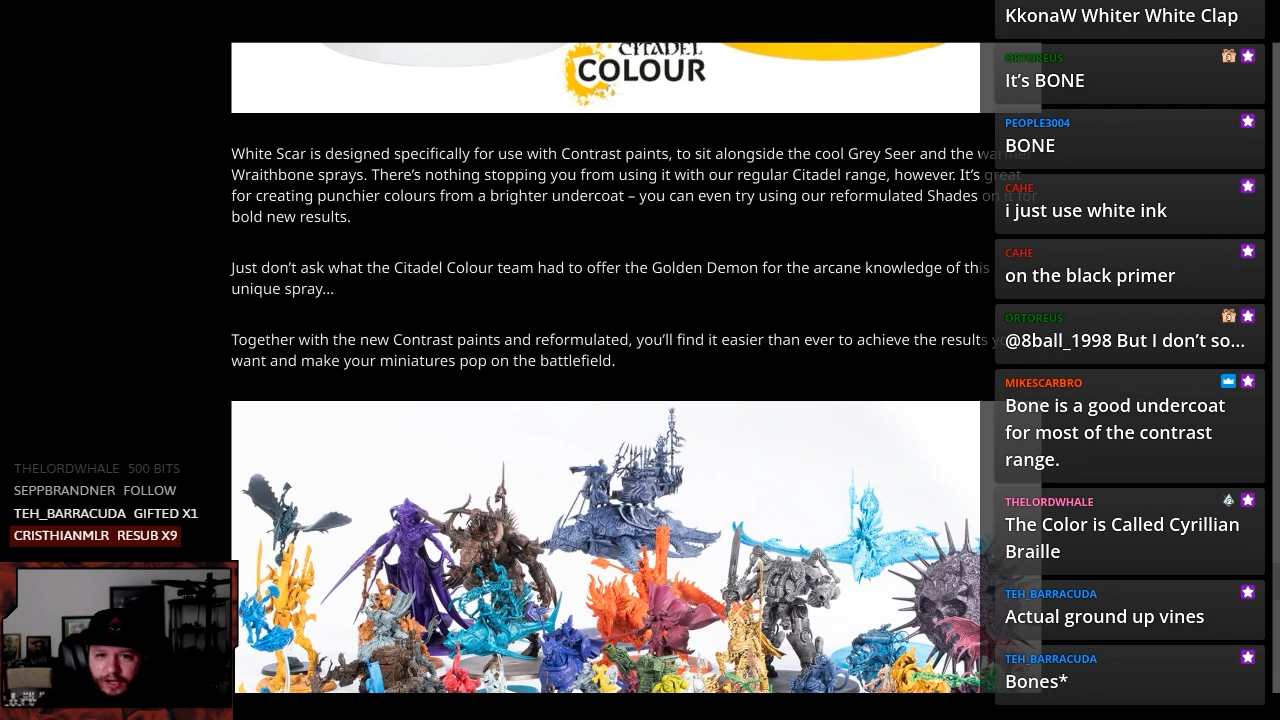 CITADEL
COLOUR
White Scar is designed specifically for use with Contrast paints, to sit alongside the cool Grey Seer and the warmer
Wraithbone sprays. There's nothing stopping you from using it with our regular Citadel range, however. It's great
for creating punchier colours from a brighter undercoat – you can even try using our reformulated Shades on it for
bold new results.
Just don't ask what the Citadel Colour team had to offer the Golden Demon for the arcane knowledge of this
unique spray...
Together with the new Contrast paints and reformulated, you'll find it easier than ever to achieve the results you
want and make your miniatures pop on the battlefield.
THELORDWHALE 500 BITS
SEPPBRANDNER FOLLOW
TEH_BARRACUDA GIFTED X1
CRISTHIANMLR RESUB X9
KkonaW Whiter White Clap
ORTOREUS
It's BONE
PEOPLE3004
BONE
CAHE
i just use white ink
CAHE
on the black primer
ORTOREUS
@8ball_1998 But I don't so...
MIKESCARBRO
Bone is a good undercoat
for most of the contrast
range.
THELORDWHALE
The Color is Called Cyrillian
Braille
TEH_BARRACUDA
Actual ground up vines
TEH_BARRACUDA
Bones*